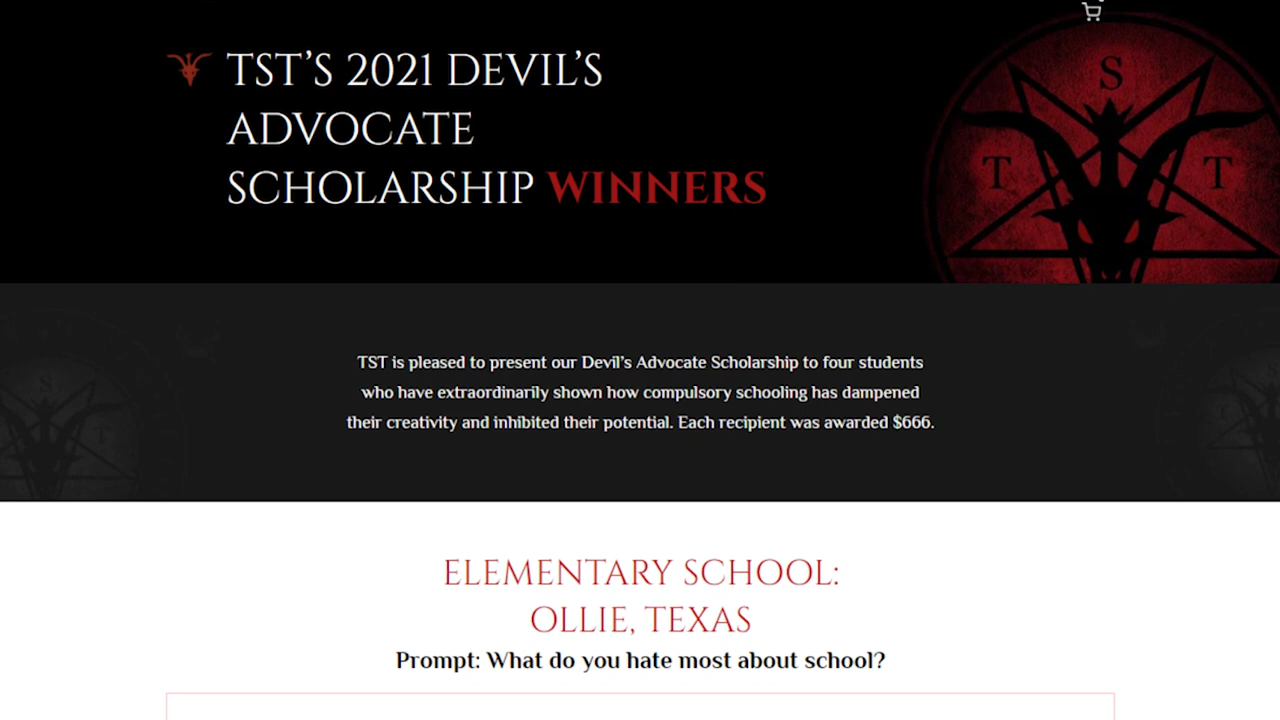 TST’S 2021 DEVIL’S
ADVOCATE
SCHOLARSHIP WINNERS
S
T T
TST is pleased to present our Devil’s Advocate Scholarship to four students
who have extraordinarily shown how compulsory schooling has dampened
their creativity and inhibited their potential. Each recipient was awarded $666.
ELEMENTARY SCHOOL:
OLLIE, TEXAS
Prompt: What do you hate most about school?